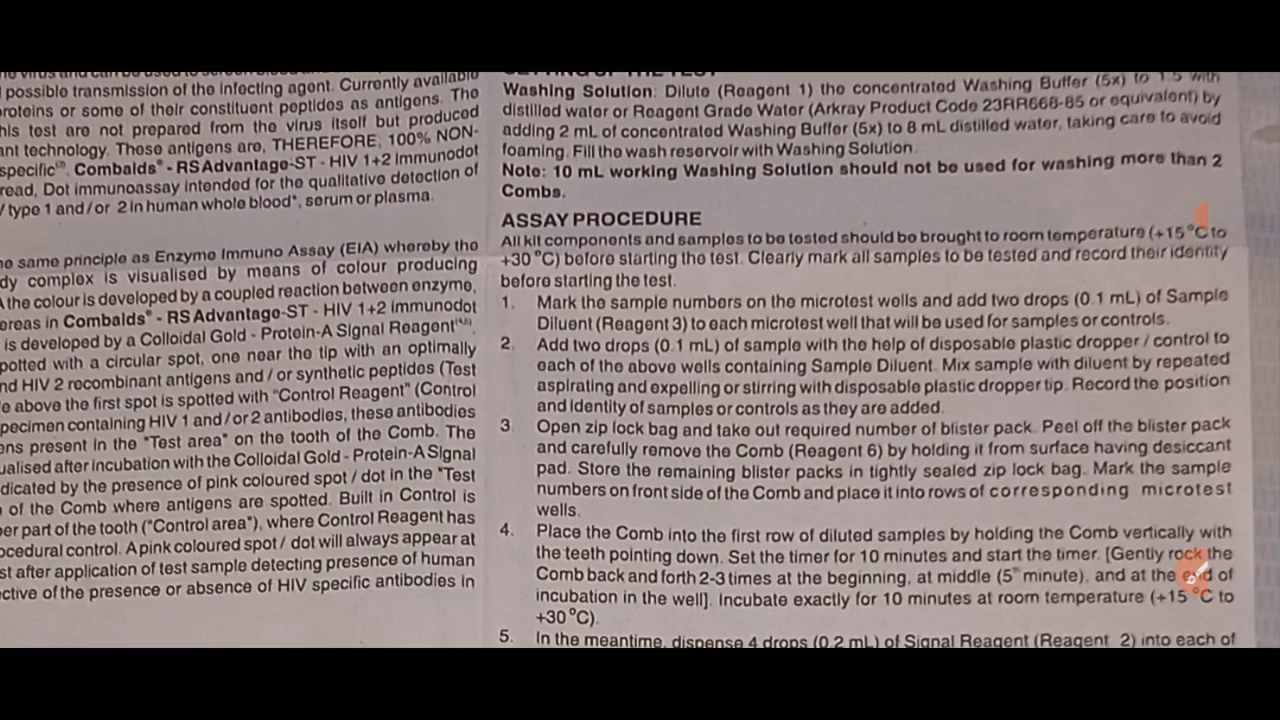 possible transmission of the infecting agent. Currently available
proteins or some of their constituent peptides as antigens. The
his test are not prepared from the virus itself but produced
ant technology. These antigens are, THEREFORE, 100% NON-
specific. CombaIds® - RS Advantage-ST - HIV 1+2 Immunodot
read, Dot immunoassay intended for the qualitative detection of
/ type 1 and/or 2 in human whole blood*, serum or plasma.
same principle as Enzyme Immuno Assay (EIA) whereby the
dy complex is visualised by means of colour producing
the colour is developed by a coupled reaction between enzyme,
ereas in CombaIds® - RS Advantage-ST - HIV 1+2 immunodot
is developed by a Colloidal Gold - Protein-A Signal Reagent
potted with a circular spot, one near the tip with an optimally
nd HIV 2 recombinant antigens and / or synthetic peptides (Test
e above the first spot is spotted with "Control Reagent" (Control
pecimen containing HIV 1 and/or 2 antibodies, these antibodies
ens present in the "Test area" on the tooth of the Comb. The
ualised after incubation with the Colloidal Gold - Protein-A Signal
dicated by the presence of pink coloured spot / dot in the "Test
of the Comb where antigens are spotted. Built in Control is
per part of the tooth ("Control area"), where Control Reagent has
ocedural control. A pink coloured spot / dot will always appear at
st after application of test sample detecting presence of human
ective of the presence or absence of HIV specific antibodies in
SETTING UP THE TEST
Washing Solution: Dilute (Reagent 1) the concentrated Washing Buffer (5x) to 1:5 with
distilled water or Reagent Grade Water (Arkray Product Code 23RR668-85 or equivalent) by
adding 2 mL of concentrated Washing Buffer (5x) to 8 mL distilled water, taking care to avoid
foaming. Fill the wash reservoir with Washing Solution.
Note: 10 mL working Washing Solution should not be used for washing more than 2
Combs.
ASSAY PROCEDURE
All kit components and samples to be tested should be brought to room temperature (+15 °C to
+30 °C) before starting the test. Clearly mark all samples to be tested and record their identity
before starting the test.
1. Mark the sample numbers on the microtest wells and add two drops (0.1 mL) of Sample
Diluent (Reagent 3) to each microtest well that will be used for samples or controls.
2. Add two drops (0.1 mL) of sample with the help of disposable plastic dropper / control to
each of the above wells containing Sample Diluent. Mix sample with diluent by repeated
aspirating and expelling or stirring with disposable plastic dropper tip. Record the position
and identity of samples or controls as they are added.
3. Open zip lock bag and take out required number of blister pack. Peel off the blister pack
and carefully remove the Comb (Reagent 6) by holding it from surface having desiccant
pad. Store the remaining blister packs in tightly sealed zip lock bag. Mark the sample
numbers on front side of the Comb and place it into rows of corresponding microtest
wells.
4. Place the Comb into the first row of diluted samples by holding the Comb vertically with
the teeth pointing down. Set the timer for 10 minutes and start the timer. [Gently rock the
Comb back and forth 2-3 times at the beginning, at middle (5th minute), and at the end of
incubation in the well]. Incubate exactly for 10 minutes at room temperature (+15 °C to
+30 °C).
5. In the meantime, dispense 4 drops (0.2 mL) of Signal Reagent (Reagent 2) into each of